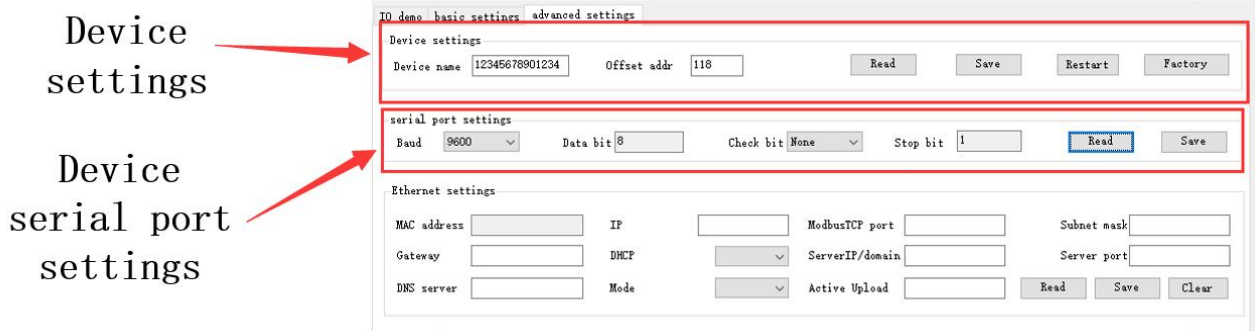 Device
settings
Device
serial port
settings
IO demo basic settings advanced settings
Device settings
Device name 12345678901234 Offset addr 118 Read Save Restart Factory
serial port settings
Baud 9600 Data bit 8 Check bit None Stop bit 1 Read Save
Ethernet settings
MAC address IP ModbusTCP port Subnet mask
Gateway DHCP ServerIP/domain Server port
DNS server Mode Active Upload Read Save Clear